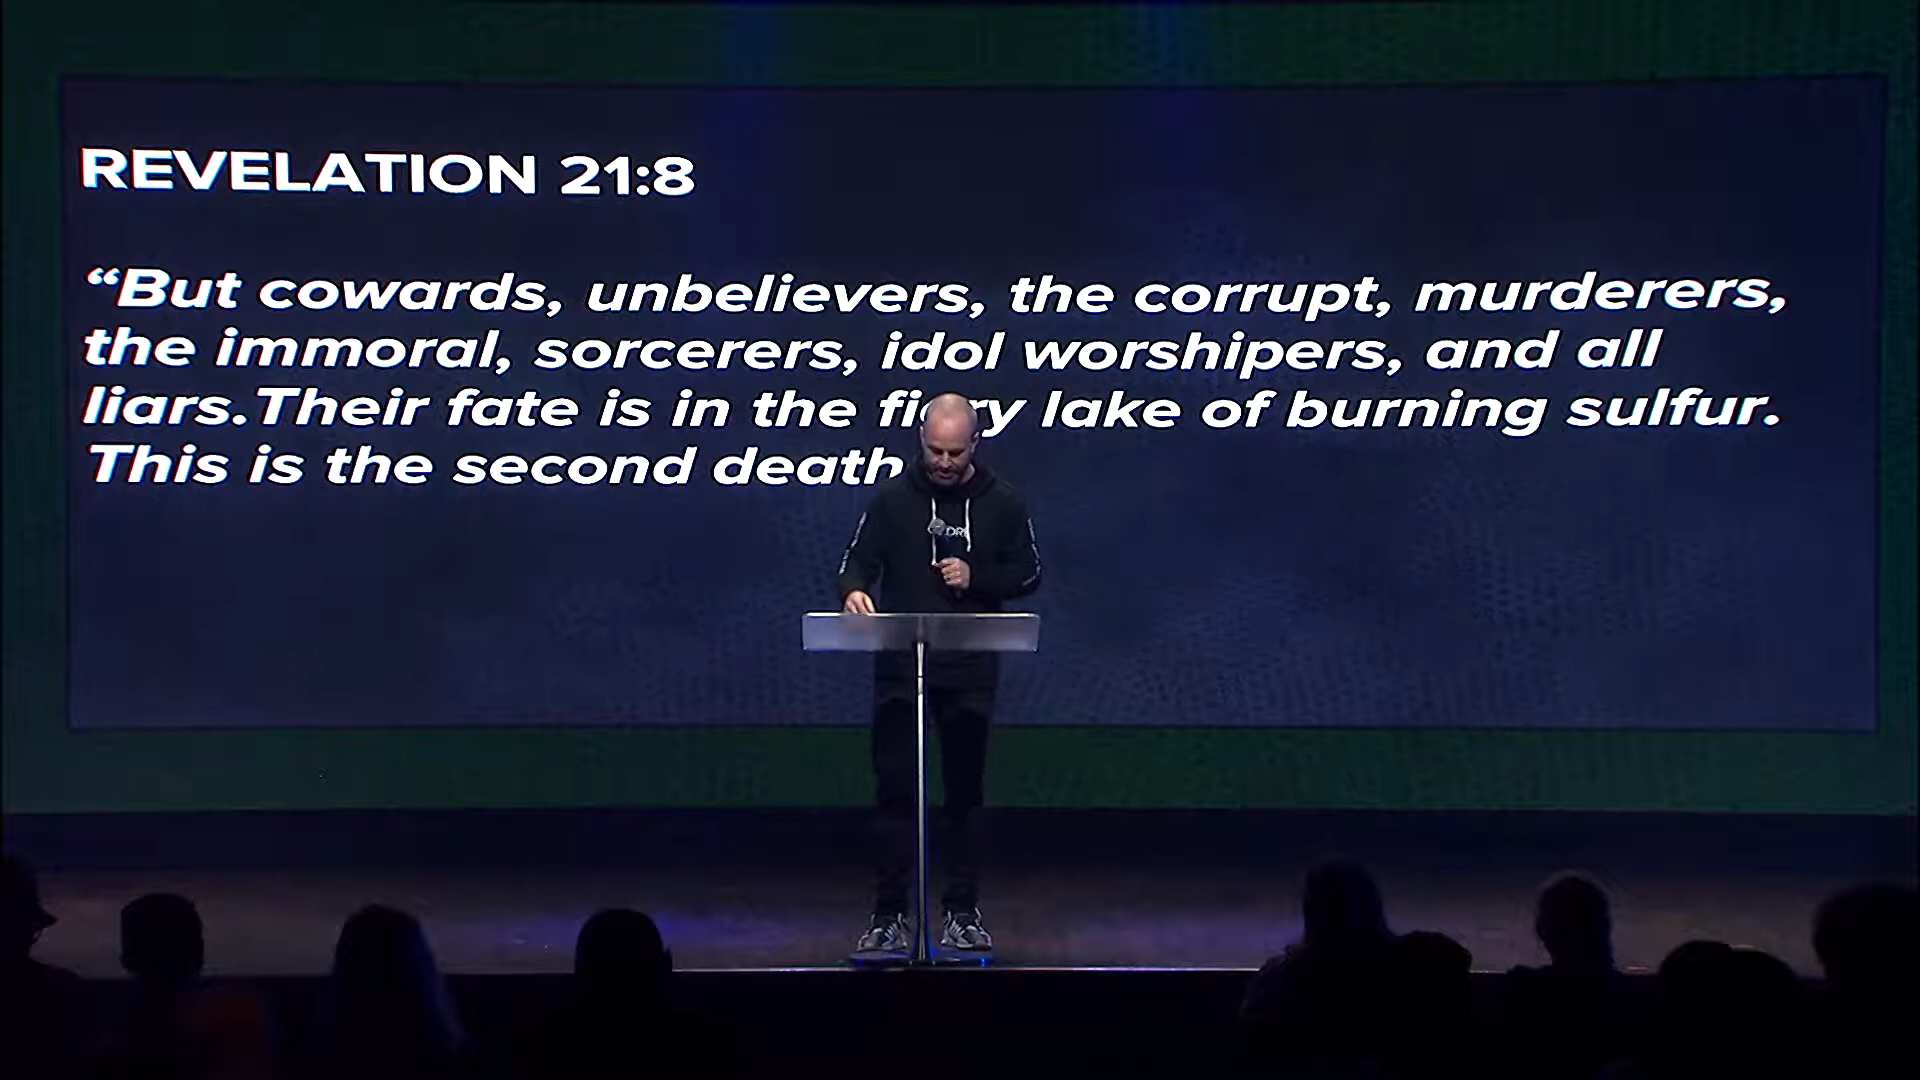 REVELATION 21:8
“But cowards, unbelievers, the corrupt, murderers,
the immoral, sorcerers, idol worshipers, and all
liars.Their fate is in the lake of burning sulfur.
This is the second death